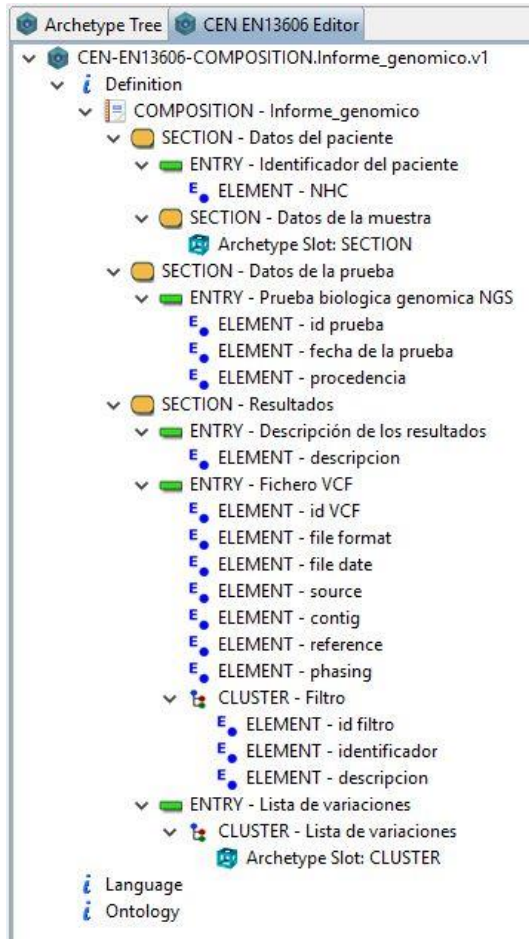 Archetype Tree CEN EN13606 Editor
CEN-EN13606-COMPOSITION.Informe_genomico.v1
Definition
COMPOSITION - Informe_genomico
SECTION - Datos del paciente
ENTRY - Identificador del paciente
ELEMENT - NHC
SECTION - Datos de la muestra
Archetype Slot: SECTION
SECTION - Datos de la prueba
ENTRY - Prueba biologica genomica NGS
ELEMENT - id prueba
ELEMENT - fecha de la prueba
ELEMENT - procedencia
SECTION - Resultados
ENTRY - Descripción de los resultados
ELEMENT - descripcion
ENTRY - Fichero VCF
ELEMENT - id VCF
ELEMENT - file format
ELEMENT - file date
ELEMENT - source
ELEMENT - contig
ELEMENT - reference
ELEMENT - phasing
CLUSTER - Filtro
ELEMENT - id filtro
ELEMENT - identificador
ELEMENT - descripcion
ENTRY - Lista de variaciones
CLUSTER - Lista de variaciones
Archetype Slot: CLUSTER
Language
Ontology